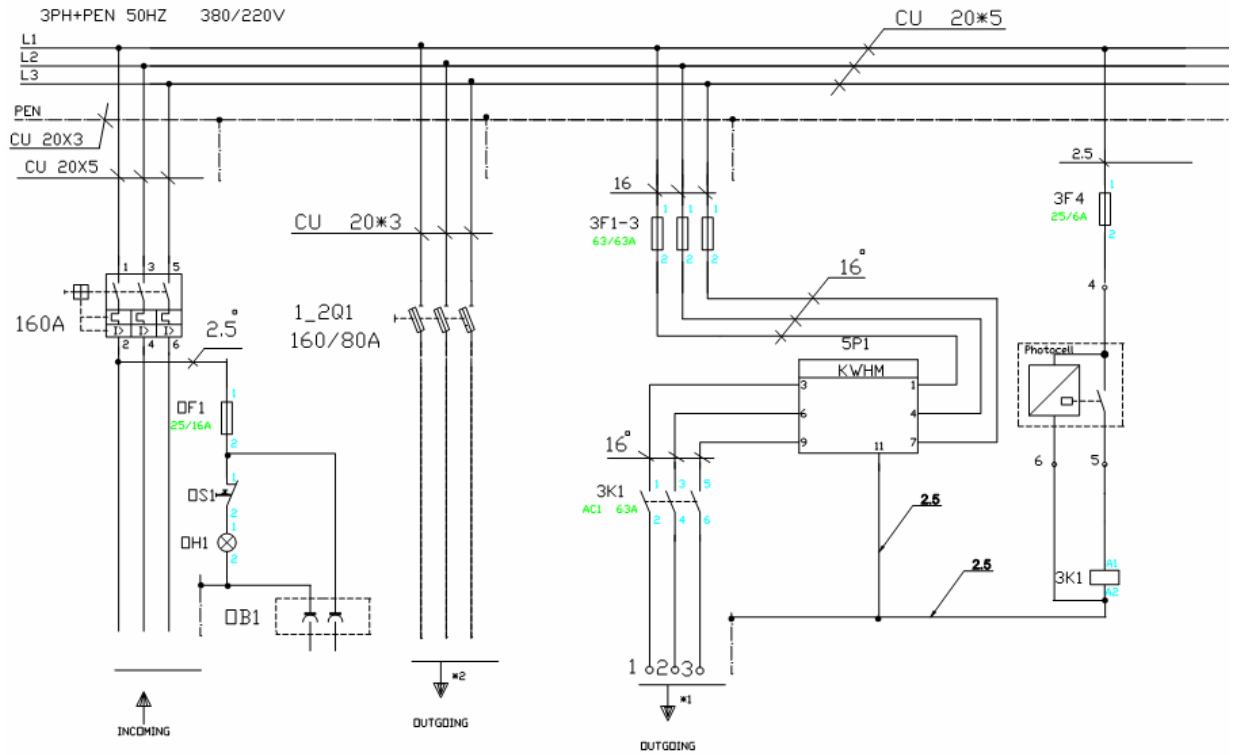 3PH+PEN 50HZ 380/220V
CU 20*5
L1
L2
L3
PEN
CU 20X3
CU 20X5
2.5
16
1
3F4
25/6A
2
CU 20*3
3F1-3
63/63A
1
1
1
2
2
2
1
3
5
16□
4
160A
I>
I>
I>
2
4
6
2.5□
1_2Q1
160/80A
5P1
KWHM
Photocell
3
1
6
4
9
7
11
1
OF1
25/16A
2
16□
6
5
1
OS1
2
3K1
AC1 63A
1
3
5
2
4
6
2.5
1
OH1
2
2.5
3K1
A1
A2
OB1
1
2
3
*2
*1
INCOMING
OUTGOING
OUTGOING